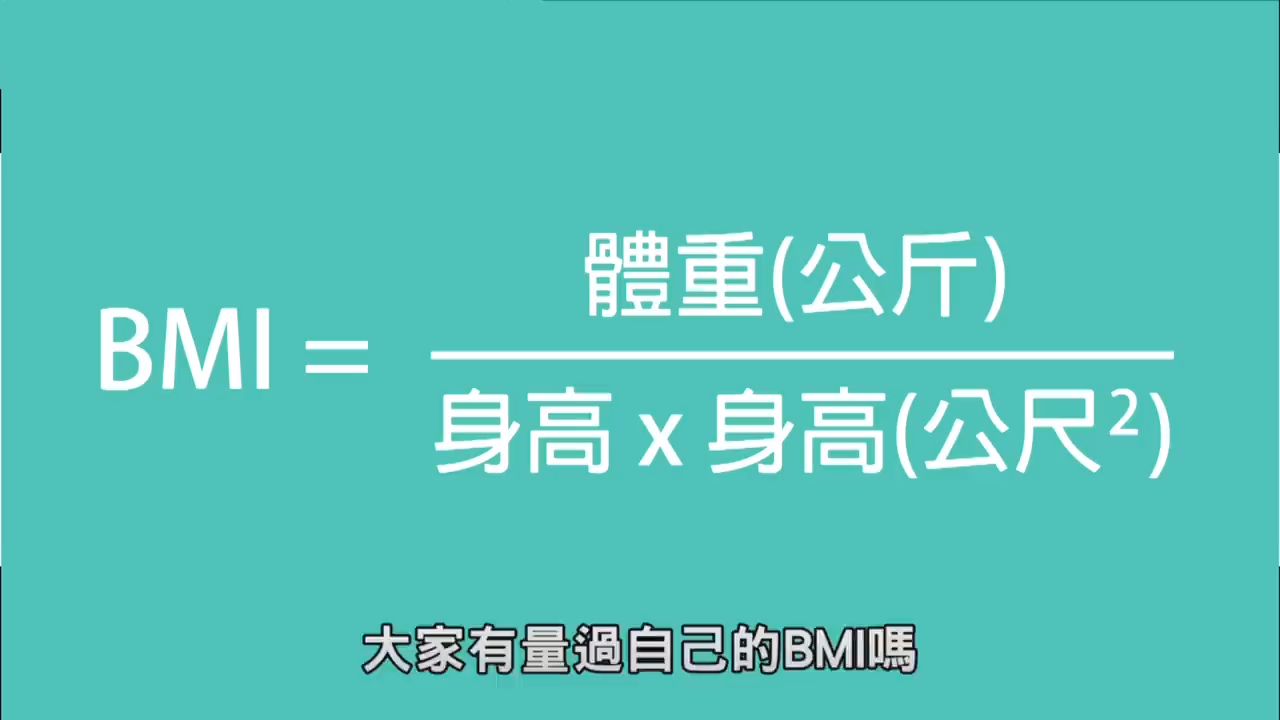 體重(公斤)
BMI =
身高 x 身高(公尺²)
大家有量過自己的BMI嗎